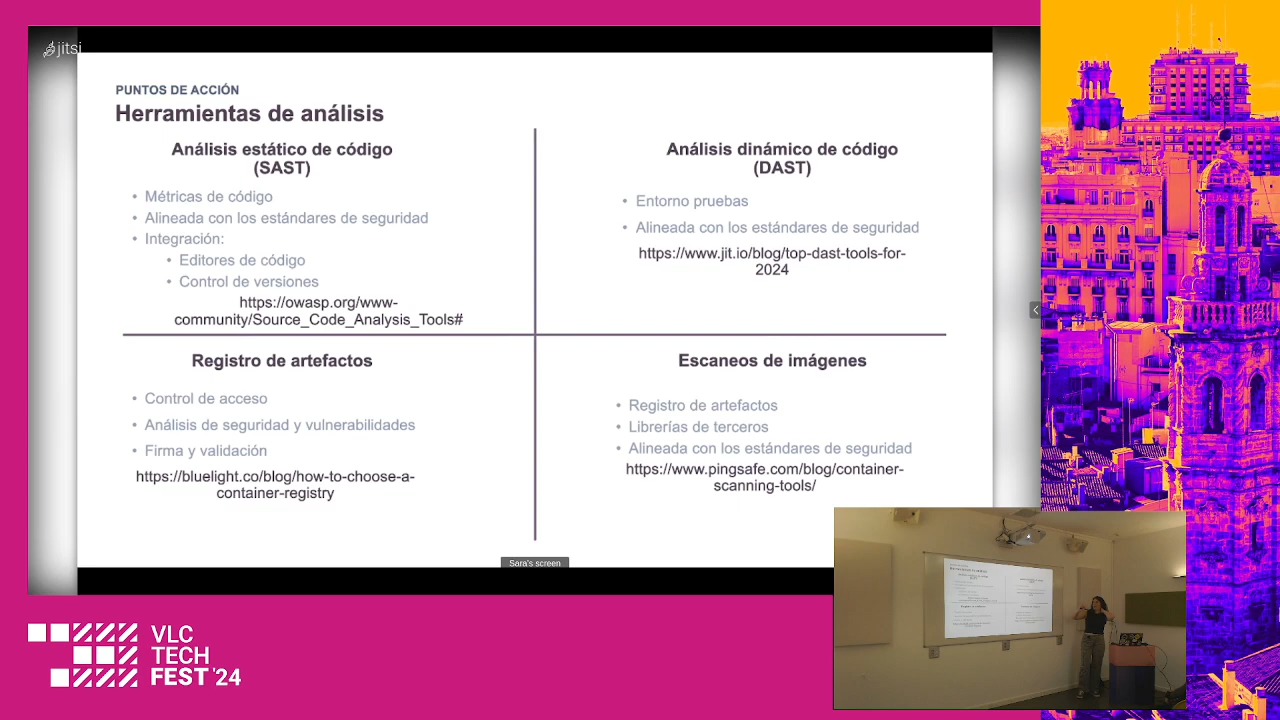 jitsi
PUNTOS DE ACCIÓN
Herramientas de análisis
Análisis estático de código
(SAST)
• Métricas de código
• Alineada con los estándares de seguridad
• Integración:
• Editores de código
• Control de versiones
https://owasp.org/www-
community/Source_Code_Analysis_Tools#
Análisis dinámico de código
(DAST)
• Entorno pruebas
• Alineada con los estándares de seguridad
https://www.jit.io/blog/top-dast-tools-for-
2024
Registro de artefactos
• Control de acceso
• Análisis de seguridad y vulnerabilidades
• Firma y validación
https://bluelight.co/blog/how-to-choose-a-
container-registry
Escaneos de imágenes
• Registro de artefactos
• Librerías de terceros
• Alineada con los estándares de seguridad
https://www.pingsafe.com/blog/container-
scanning-tools/
Sara's screen
VLC
TECH
FEST '24